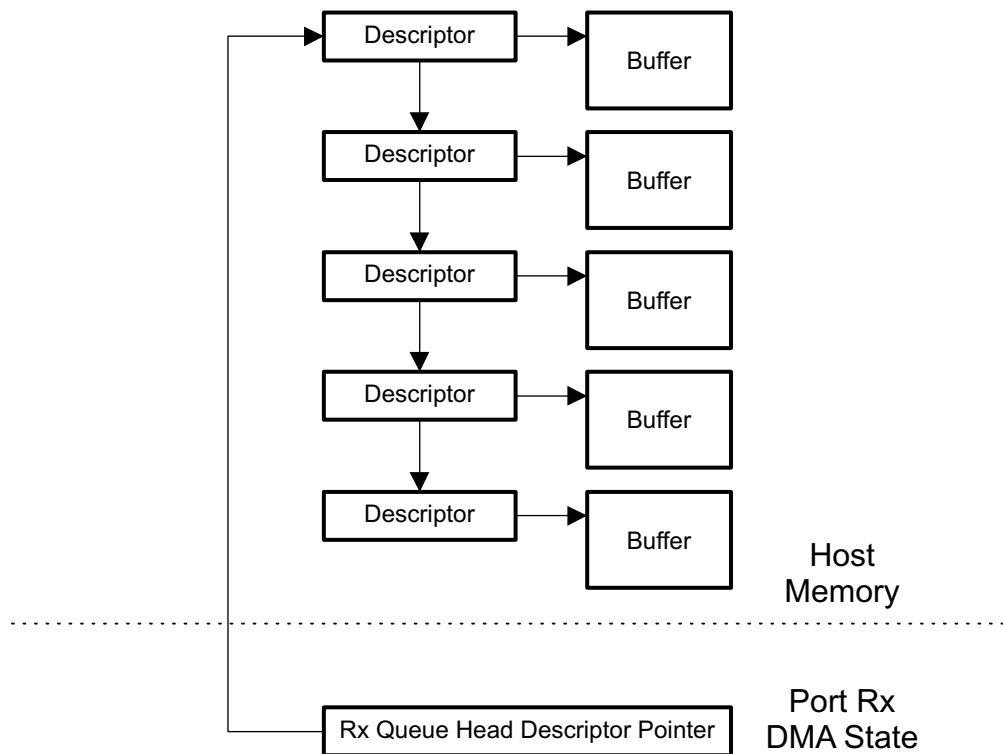 Descriptor
Buffer
Descriptor
Buffer
Descriptor
Buffer
Descriptor
Buffer
Descriptor
Buffer
Host
Memory
Port Rx
DMA State
Rx Queue Head Descriptor Pointer